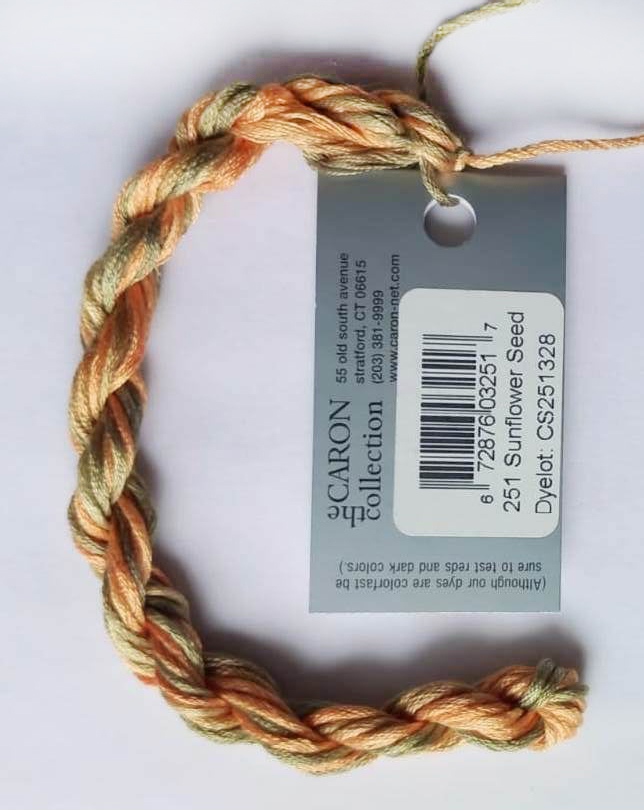 the CARON
collection
55 old south avenue
stratford, CT 06615
(203) 381-9999
www.caron-net.com
6 72876 03251 7
251 Sunflower Seed
Dyelot: CS251328
(Although our dyes are colorfast be
sure to test reds and dark colors.)